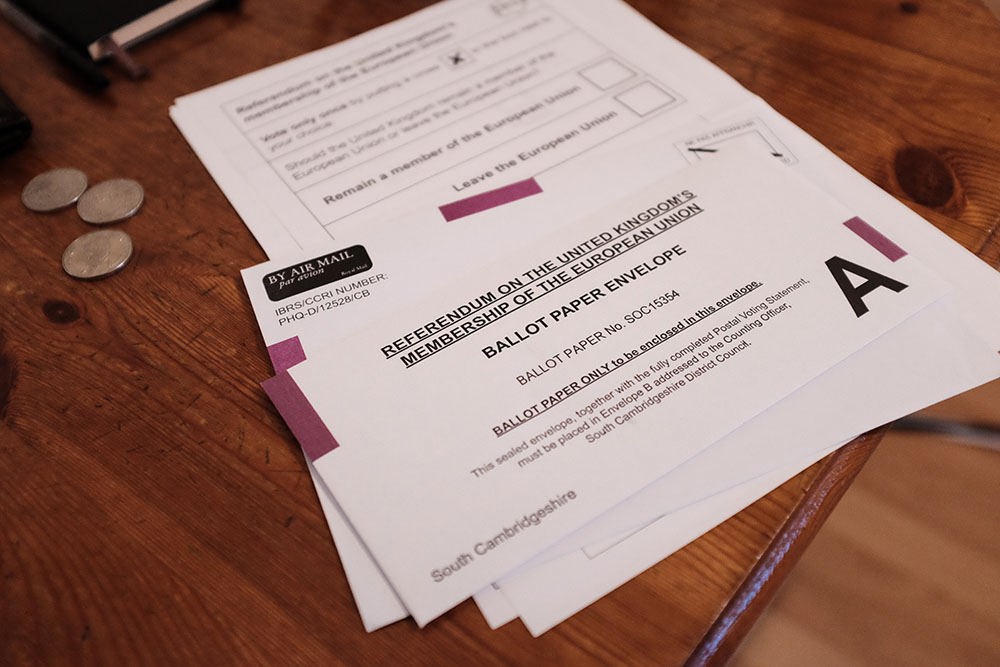 Referendum on the United Kingdom's
membership of the European Union
Vote only once by putting a cross X in the box next to
your choice
Should the United Kingdom remain a member of the
European Union or leave the European Union?
Remain a member of the European Union
Leave the European Union
BY AIR MAIL
par avion
Royal Mail
IBRS/CCRI NUMBER:
PHQ-D/12528/CB
REFERENDUM ON THE UNITED KINGDOM'S
MEMBERSHIP OF THE EUROPEAN UNION
BALLOT PAPER ENVELOPE
A
BALLOT PAPER No. SOC15354
BALLOT PAPER ONLY to be enclosed in this envelope.
This sealed envelope, together with the fully completed Postal Voting Statement,
must be placed in Envelope B addressed to the Counting Officer,
South Cambridgeshire District Council.
South Cambridgeshire